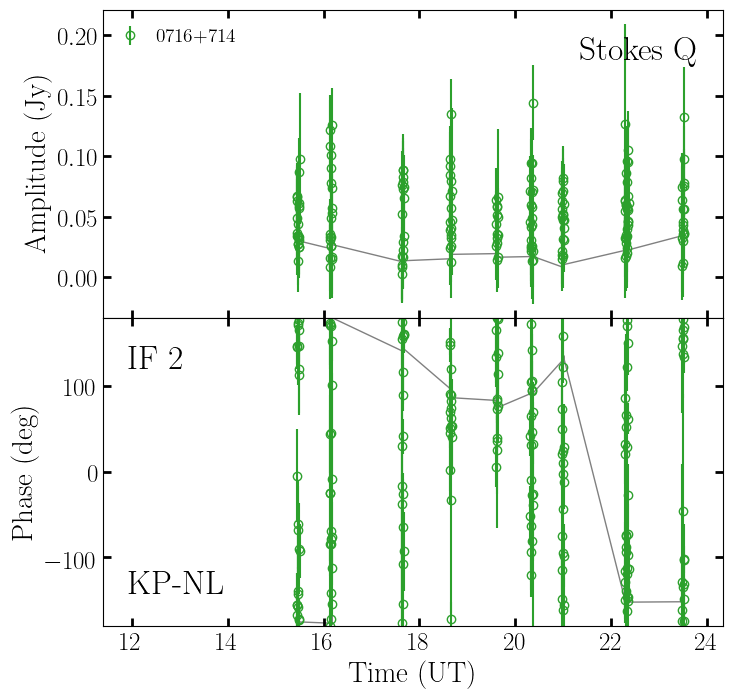 0716+714
Stokes Q
Amplitude (Jy)
0.20
0.15
0.10
0.05
0.00
IF 2
KP-NL
Phase (deg)
100
0
−100
12 14 16 18 20 22 24
Time (UT)